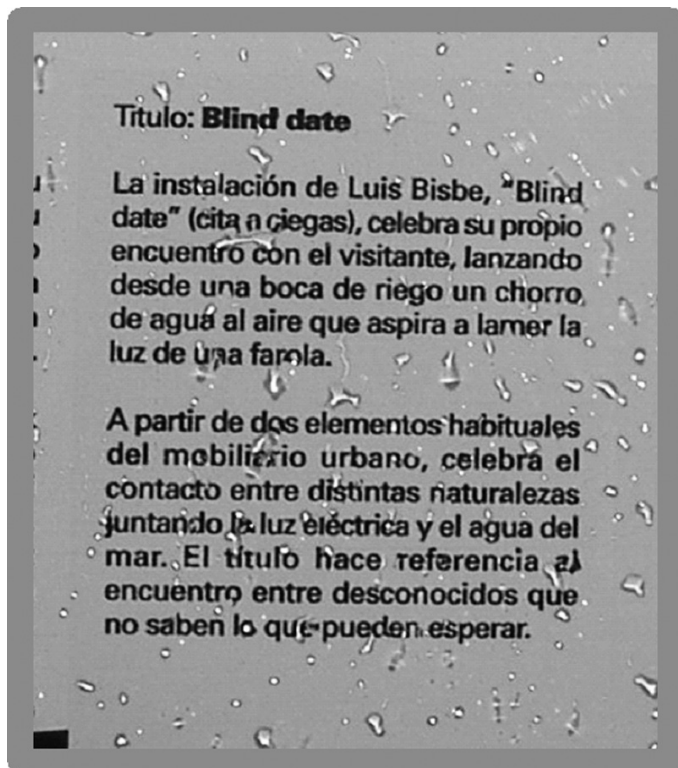 Título: Blind date
La instalación de Luis Bisbe, "Blind
date" (cita a ciegas), celebra su propio
encuentro con el visitante, lanzando
desde una boca de riego un chorro
de agua al aire que aspira a lamer la
luz de una farola.
A partir de dos elementos habituales
del mobiliario urbano, celebra el
contacto entre distintas naturalezas
juntando la luz eléctrica y el agua del
mar. El título hace referencia al
encuentro entre desconocidos que
no saben lo que pueden esperar.